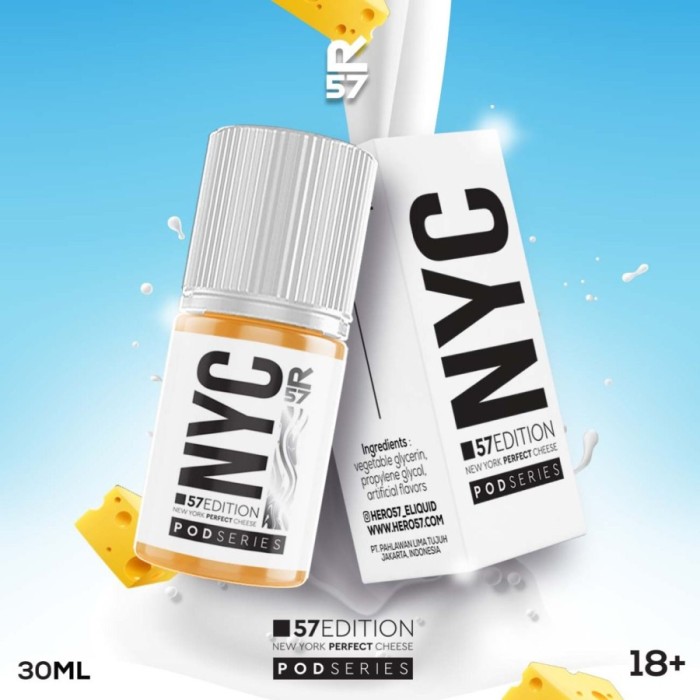 R
57
NYC
R
57
57EDITION
NEW YORK PERFECT CHEESE
PODSERIES
NYC
57EDITION
NEW YORK PERFECT CHEESE
PODSERIES
Ingredients :
vegetable glycerin,
propylene glycol,
artificial flavors
@HERO57_ELIQUID
WWW.HERO57.COM
PT. PAHLAWAN LIMA TUJUH
JAKARTA, INDONESIA
57EDITION
NEW YORK PERFECT CHEESE
PODSERIES
30ML
18+